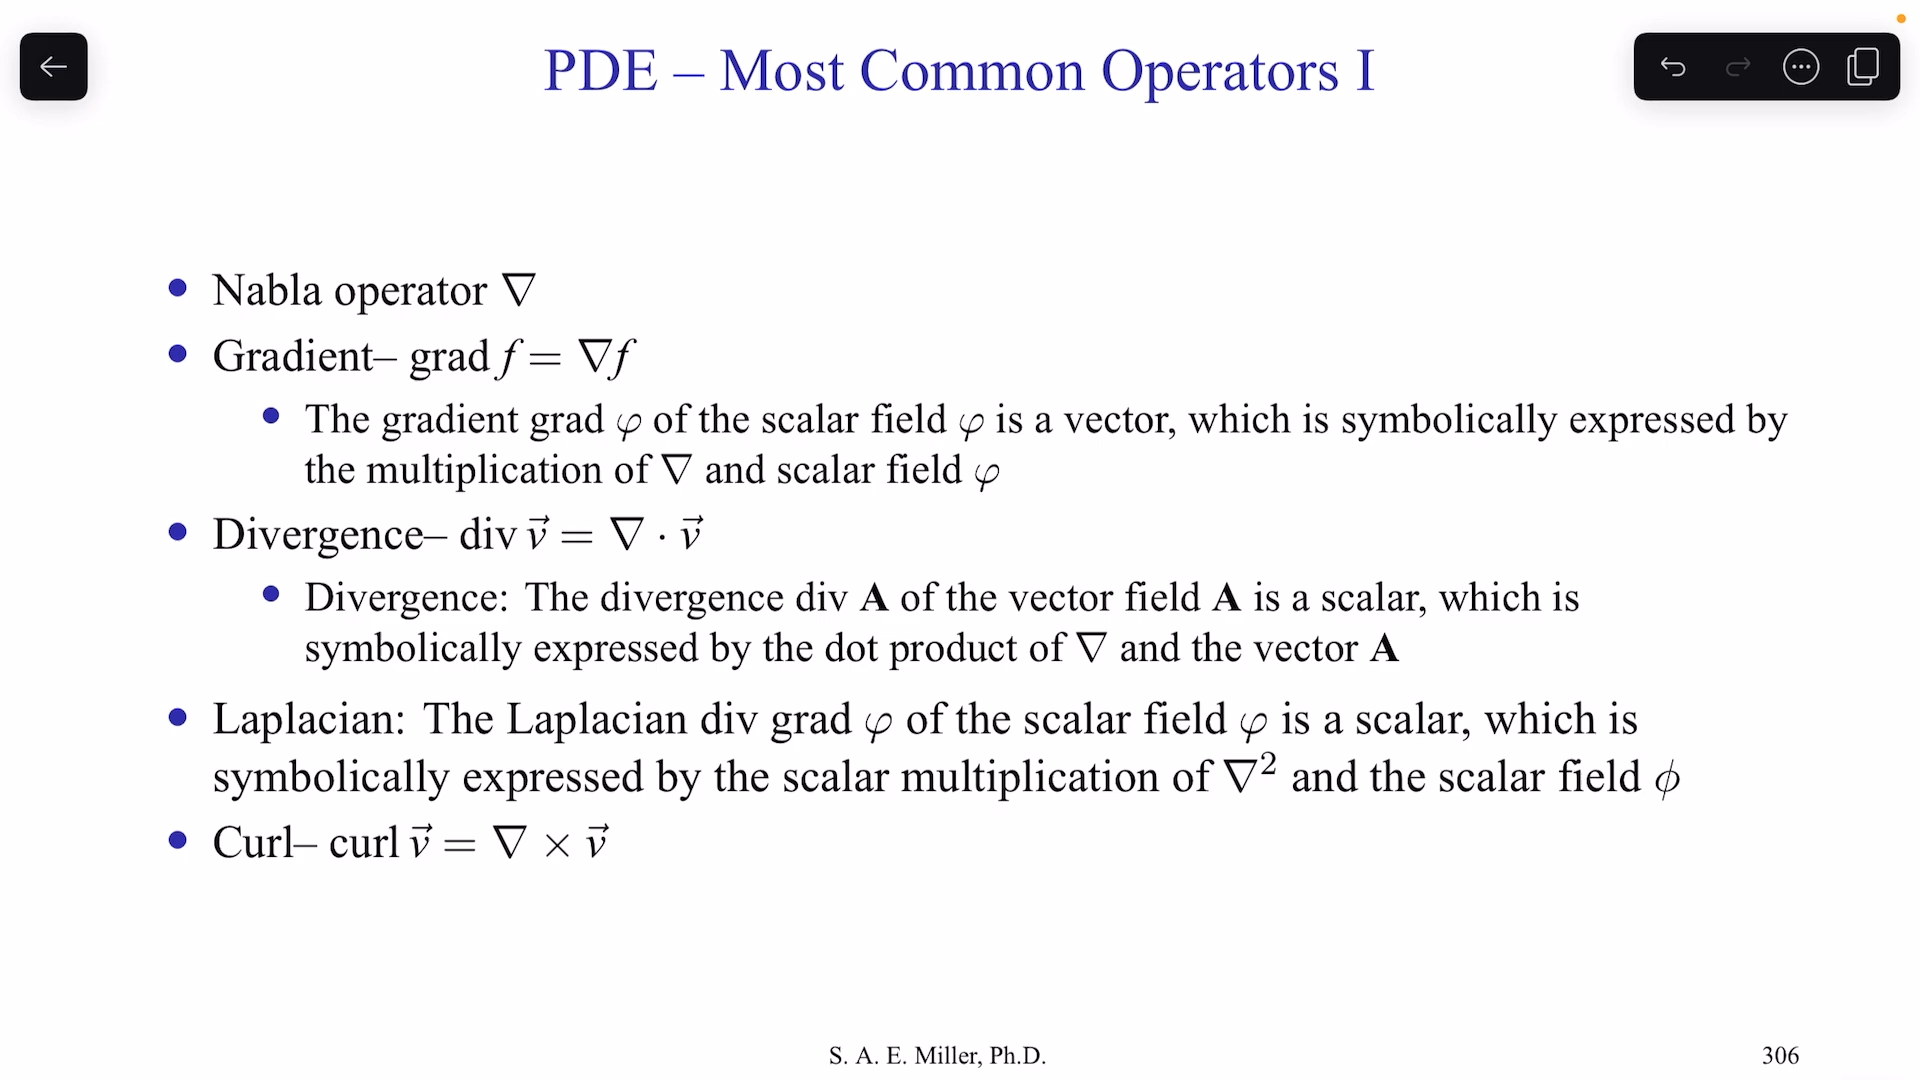 PDE – Most Common Operators I
• Nabla operator ∇
• Gradient– grad f = ∇f
• The gradient grad φ of the scalar field φ is a vector, which is symbolically expressed by
the multiplication of ∇ and scalar field φ
• Divergence– div v⃗ = ∇ · v⃗
• Divergence: The divergence div A of the vector field A is a scalar, which is
symbolically expressed by the dot product of ∇ and the vector A
• Laplacian: The Laplacian div grad φ of the scalar field φ is a scalar, which is
symbolically expressed by the scalar multiplication of ∇² and the scalar field ϕ
• Curl– curl v⃗ = ∇ × v⃗
S. A. E. Miller, Ph.D.
306